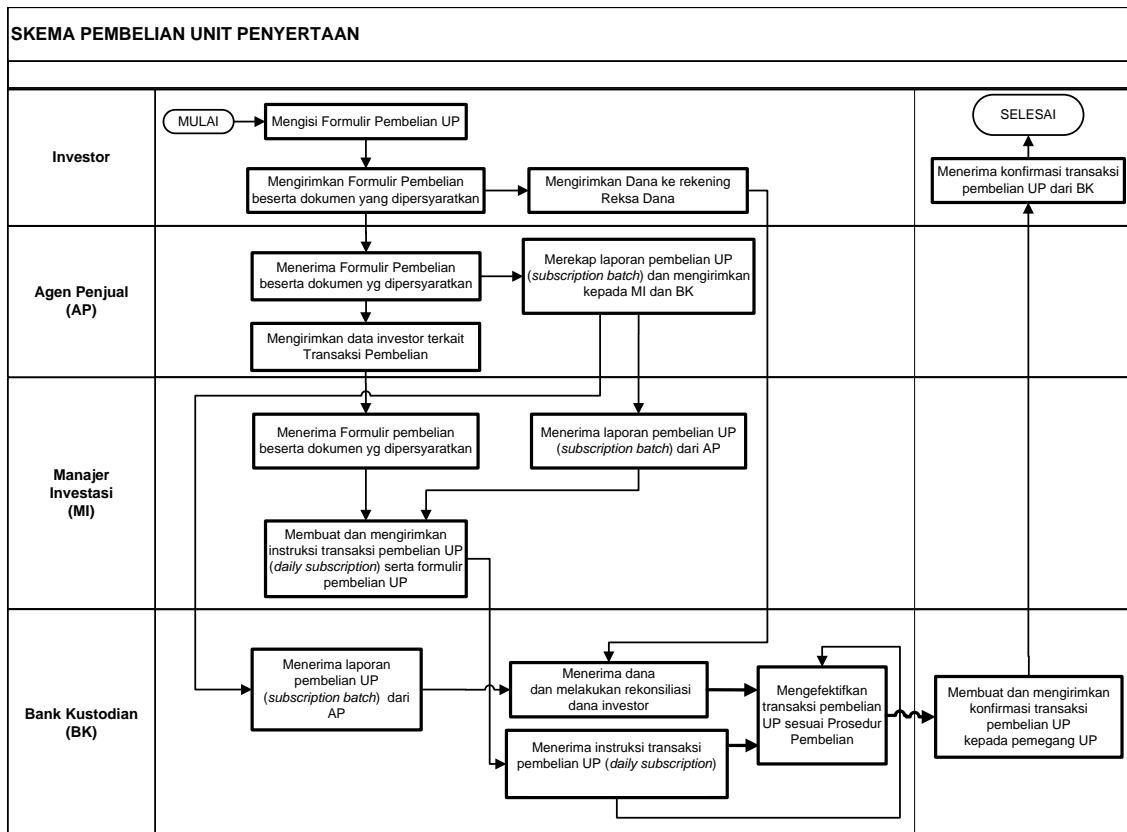 SKEMA PEMBELIAN UNIT PENYERTAAN
Investor
MULAI
Mengisi Formulir Pembelian UP
SELESAI
Mengirimkan Formulir Pembelian
beserta dokumen yang dipersyaratkan
Mengirimkan Dana ke rekening
Reksa Dana
Menerima konfirmasi transaksi
pembelian UP dari BK
Agen Penjual
(AP)
Menerima Formulir Pembelian
beserta dokumen yg dipersyaratkan
Merekap laporan pembelian UP
(subscription batch) dan mengirimkan
kepada MI dan BK
Mengirimkan data investor terkait
Transaksi Pembelian
Manajer
Investasi
(MI)
Menerima Formulir pembelian
beserta dokumen yg dipersyaratkan
Menerima laporan pembelian UP
(subscription batch) dari AP
Membuat dan mengirimkan
instruksi transaksi pembelian UP
(daily subscription) serta formulir
pembelian UP
Bank Kustodian
(BK)
Menerima laporan
pembelian UP
(subscription batch) dari
AP
Menerima dana
dan melakukan rekonsiliasi
dana investor
Menerima instruksi transaksi
pembelian UP (daily subscription)
Mengefektifkan
transaksi pembelian
UP sesuai Prosedur
Pembelian
Membuat dan mengirimkan
konfirmasi transaksi
pembelian UP
kepada pemegang UP